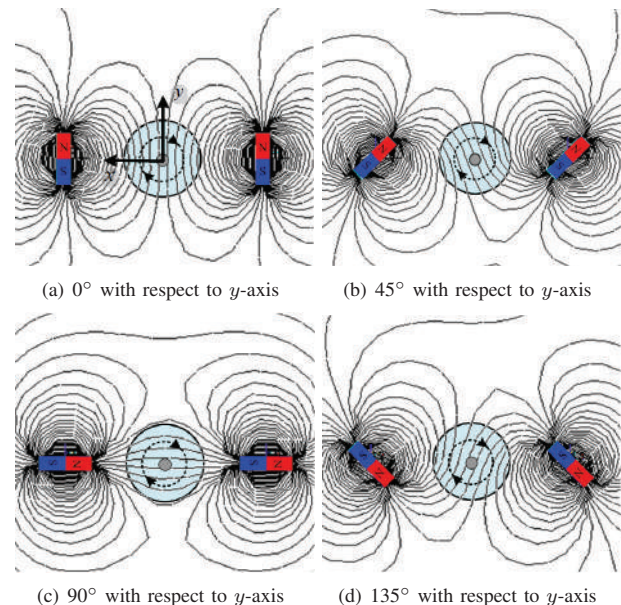 y
x
N
S
N
S
S
N
S
N
(a) 0° with respect to y-axis
(b) 45° with respect to y-axis
S
N
S
N
S
N
S
N
(c) 90° with respect to y-axis
(d) 135° with respect to y-axis